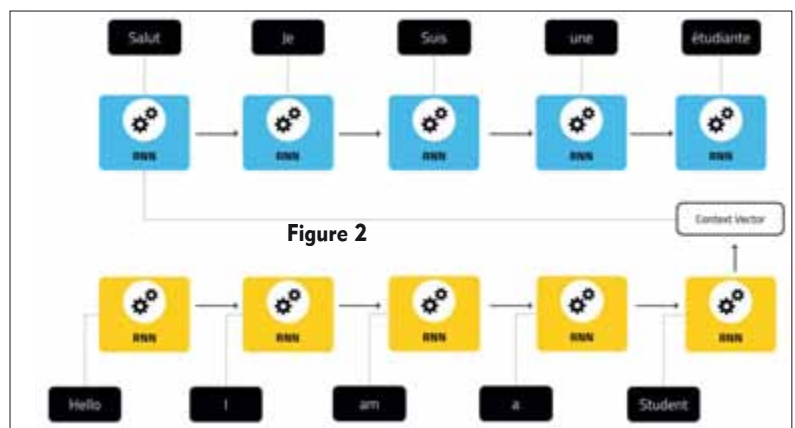 Salut Je Suis une étudiante
RNN RNN RNN RNN RNN
Context Vector
Figure 2
RNN RNN RNN RNN RNN
Hello I am a Student